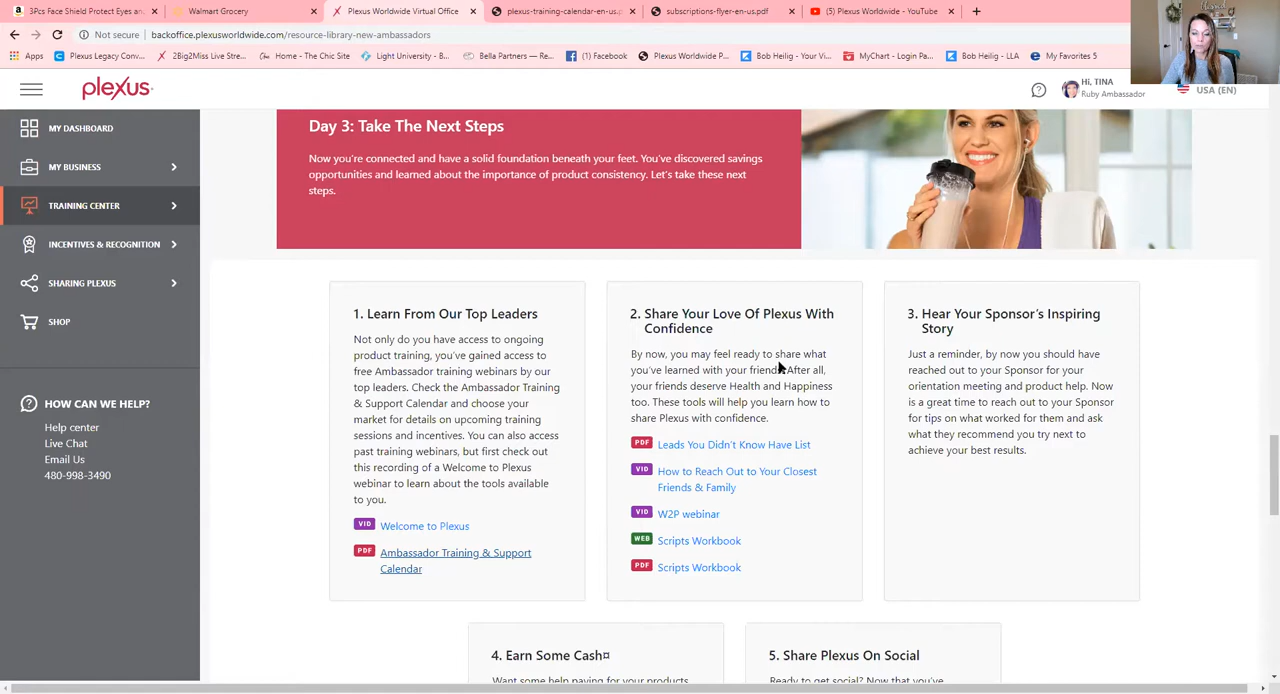 3Pcs Face Shield Protect Eyes an
Walmart Grocery
Plexus Worldwide Virtual Office
plexus-training-calendar-en-us.p
subscriptions-flyer-en-us.pdf
(5) Plexus Worldwide - YouTube
Not secure
backoffice.plexusworldwide.com/resource-library-new-ambassadors
Apps
Plexus Legacy Conv...
2Big2Miss Live Stre...
Home - The Chic Site
Light University - B...
Bella Partners — Re...
(1) Facebook
Plexus Worldwide P...
Bob Heilig - Your Vi...
MyChart - Login Pa...
Bob Heilig - LLA
My Favorites 5
plexus
Hi, TINA
Ruby Ambassador
USA (EN)
MY DASHBOARD
MY BUSINESS
TRAINING CENTER
INCENTIVES & RECOGNITION
SHARING PLEXUS
SHOP
HOW CAN WE HELP?
Help center
Live Chat
Email Us
480-998-3490
Day 3: Take The Next Steps
Now you're connected and have a solid foundation beneath your feet. You've discovered savings
opportunities and learned about the importance of product consistency. Let's take these next
steps.
1. Learn From Our Top Leaders
Not only do you have access to ongoing
product training, you've gained access to
free Ambassador training webinars by our
top leaders. Check the Ambassador Training
& Support Calendar and choose your
market for details on upcoming training
sessions and incentives. You can also access
past training webinars, but first check out
this recording of a Welcome to Plexus
webinar to learn about the tools available
to you.
VID Welcome to Plexus
PDF Ambassador Training & Support
Calendar
2. Share Your Love Of Plexus With
Confidence
By now, you may feel ready to share what
you've learned with your friends. After all,
your friends deserve Health and Happiness
too. These tools will help you learn how to
share Plexus with confidence.
PDF Leads You Didn't Know Have List
VID How to Reach Out to Your Closest
Friends & Family
VID W2P webinar
WEB Scripts Workbook
PDF Scripts Workbook
3. Hear Your Sponsor's Inspiring
Story
Just a reminder, by now you should have
reached out to your Sponsor for your
orientation meeting and product help. Now
is a great time to reach out to your Sponsor
for tips on what worked for them and ask
what they recommend you try next to
achieve your best results.
4. Earn Some Cash¤
Want some help paying for your products
5. Share Plexus On Social
Ready to get social? Now that you've